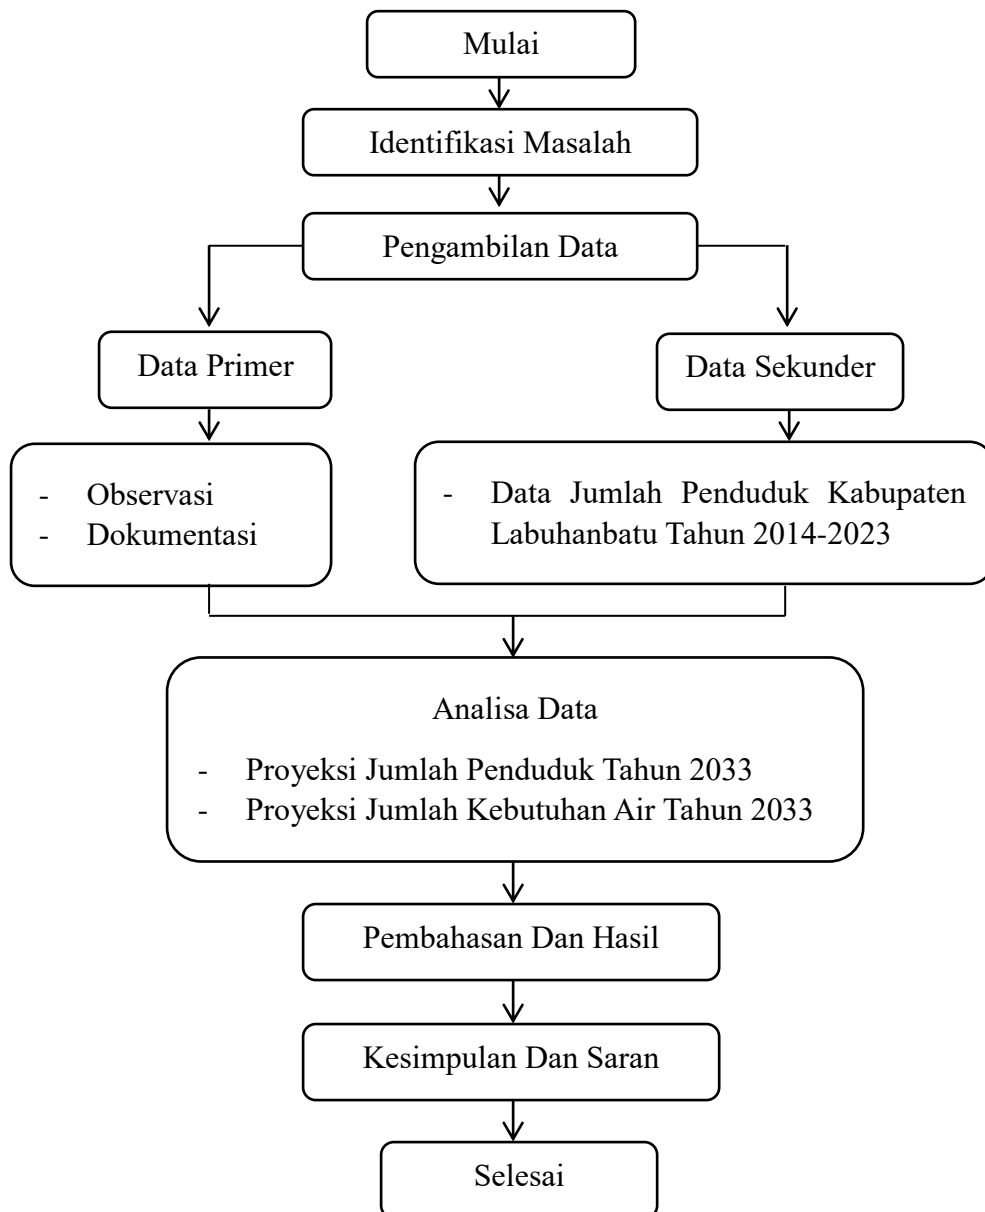 Mulai
Identifikasi Masalah
Pengambilan Data
Data Primer
Data Sekunder
- Observasi
- Dokumentasi
- Data Jumlah Penduduk Kabupaten
Labuhanbatu Tahun 2014-2023
Analisa Data
- Proyeksi Jumlah Penduduk Tahun 2033
- Proyeksi Jumlah Kebutuhan Air Tahun 2033
Pembahasan Dan Hasil
Kesimpulan Dan Saran
Selesai